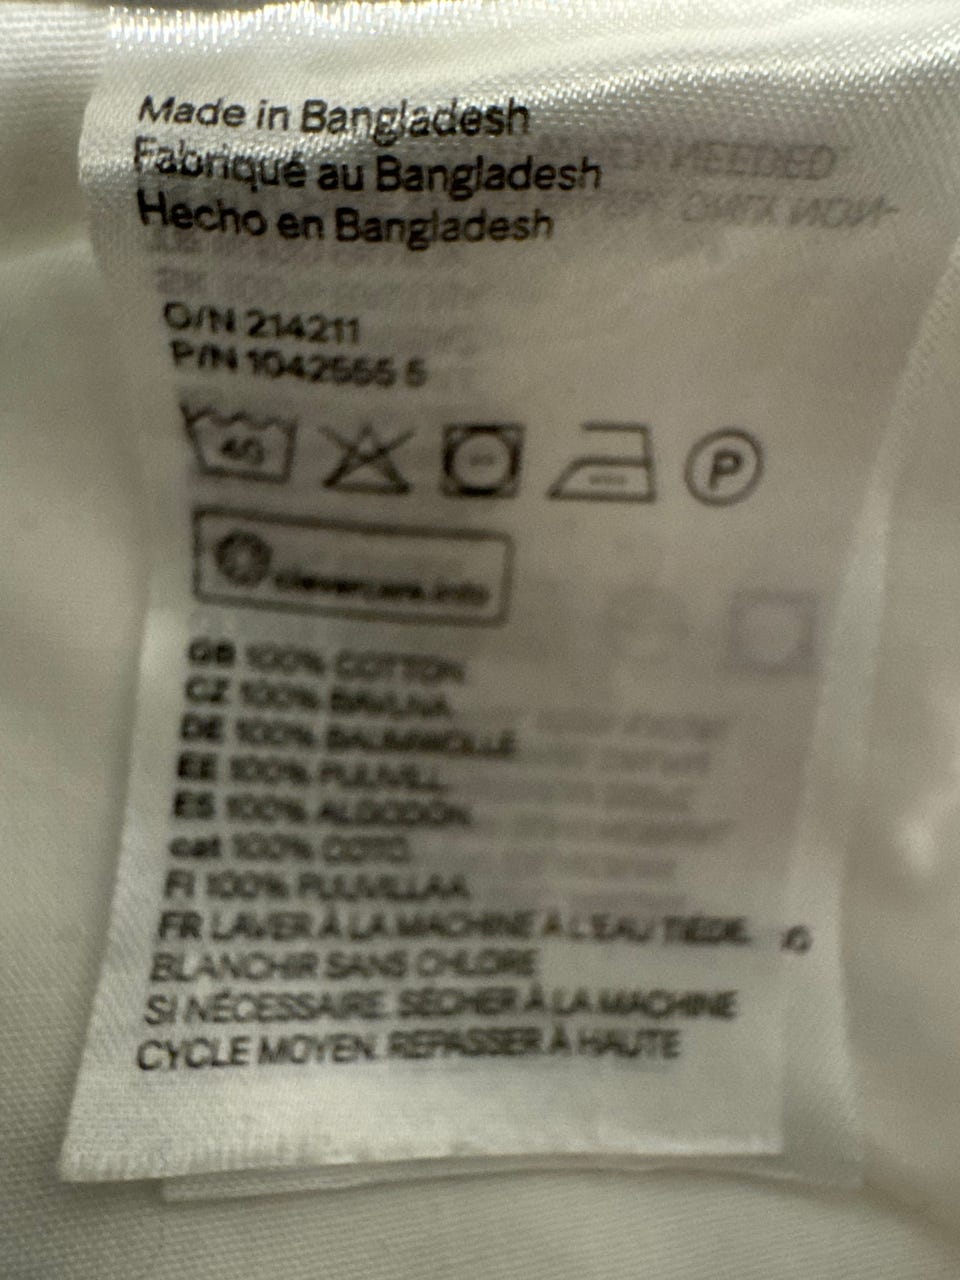 Made in Bangladesh
Fabriqué au Bangladesh
Hecho en Bangladesh
O/N 214211
P/N
40
P
clevercare.info
GB 100% COTTON
CZ 100% BAVLNA
DE 100% BAUMWOLLE
EE 100% PUUVILL
ES 100% ALGODÓN
cat 100% COTÓ
FI 100% PUUVILLAA
FR LAVER À LA MACHINE À L'EAU TIÈDE.
BLANCHIR SANS CHLORE
SI NÉCESSAIRE. SÉCHER À LA MACHINE
CYCLE MOYEN. REPASSER À HAUTE